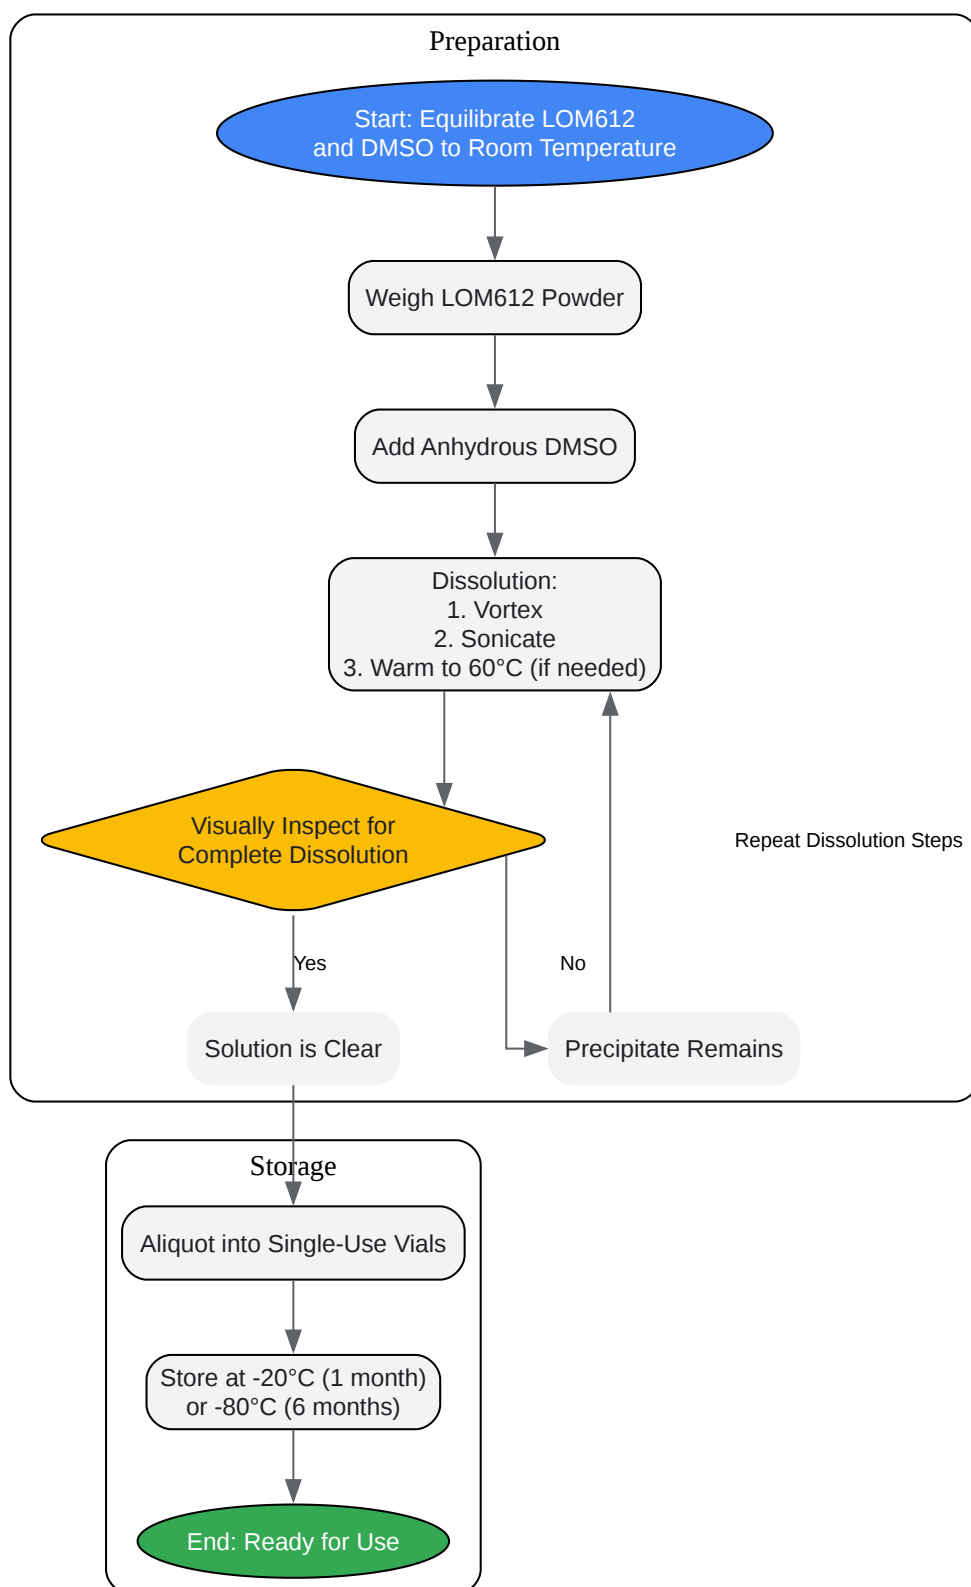 Preparation
Start: Equilibrate LOM612
and DMSO to Room Temperature
Weigh LOM612 Powder
Add Anhydrous DMSO
Dissolution:
1. Vortex
2. Sonicate
3. Warm to 60°C (if needed)
Visually Inspect for
Complete Dissolution
Repeat Dissolution Steps
Yes
No
Solution is Clear
Precipitate Remains
Storage
Aliquot into Single-Use Vials
Store at -20°C (1 month)
or -80°C (6 months)
End: Ready for Use